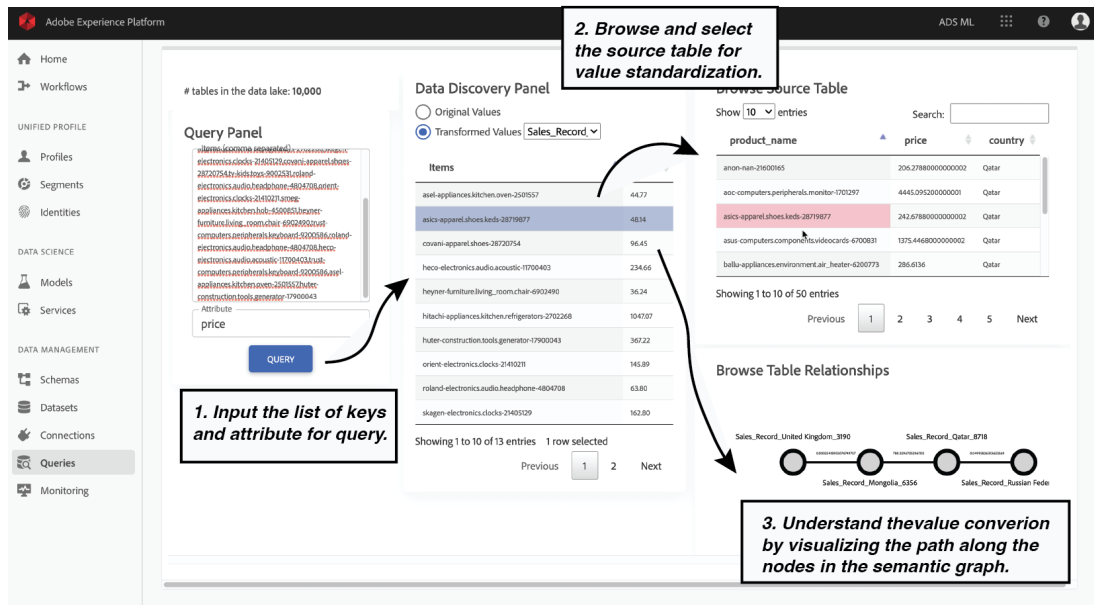 Adobe Experience Platform
ADS ML
Home
Workflows
UNIFIED PROFILE
Profiles
Segments
Identities
DATA SCIENCE
Models
Services
DATA MANAGEMENT
Schemas
Datasets
Connections
Queries
Monitoring
# tables in the data lake: 10,000
Query Panel
Items (comma separated)
electronics.clocks-21405129,covani-apparel.shoes-
28720754,ty-kids.toys-9002531,roland-
electronics.audio.headphone-4804708,orient-
electronics.clocks-21410211,smeg-
appliances.kitchen.hob-4500851,heyner-
furniture.living_room.chair-6902490,trust-
computers.peripherals.keyboard-9200586,roland-
electronics.audio.headphone-4804708,heco-
electronics.audio.acoustic-11700403,trust-
computers.peripherals.keyboard-9200586,asel-
appliances.kitchen.oven-2501557,huter-
construction.tools.generator-17900043
Attribute
price
QUERY
1. Input the list of keys
and attribute for query.
Data Discovery Panel
Original Values
Transformed Values Sales_Record_
Items
asel-appliances.kitchen.oven-2501557 44.77
asics-apparel.shoes.keds-28719877 48.14
covani-apparel.shoes-28720754 96.45
heco-electronics.audio.acoustic-11700403 234.66
heyner-furniture.living_room.chair-6902490 36.24
hitachi-appliances.kitchen.refrigerators-2702268 1047.07
huter-construction.tools.generator-17900043 367.22
orient-electronics.clocks-21410211 145.89
roland-electronics.audio.headphone-4804708 63.80
skagen-electronics.clocks-21405129 162.80
Showing 1 to 10 of 13 entries 1 row selected
Previous 1 2 Next
2. Browse and select
the source table for
value standardization.
Browse Source Table
Show 10 entries
Search:
product_name price country
anon-nan-21600165 206.27880000000002 Qatar
aoc-computers.peripherals.monitor-1701297 4445.095200000001 Qatar
asics-apparel.shoes.keds-28719877 242.67880000000002 Qatar
asus-computers.components.videocards-6700831 1375.4468000000002 Qatar
ballu-appliances.environment.air_heater-6200773 286.6136 Qatar
Showing 1 to 10 of 50 entries
Previous 1 2 3 4 5 Next
Browse Table Relationships
Sales_Record_United Kingdom_3190 Sales_Record_Qatar_8718
Sales_Record_Mongolia_6356 Sales_Record_Russian Feder
3. Understand thevalue converion
by visualizing the path along the
nodes in the semantic graph.